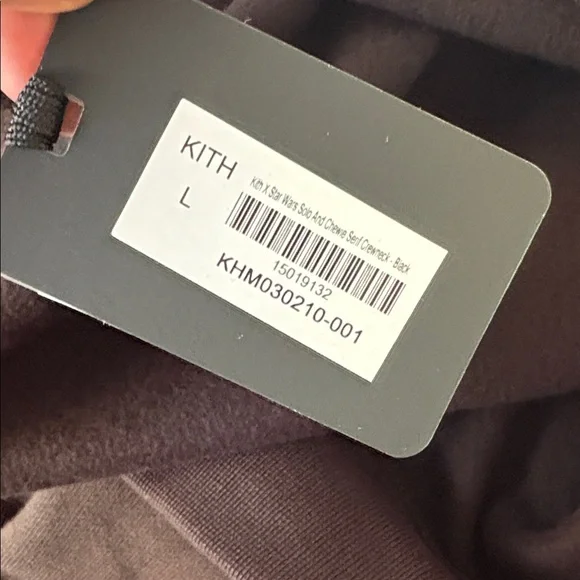 KITH
L
Kith X Star Wars Solo And Chewie Serif Crewneck - Black
15019132
KHM030210-001